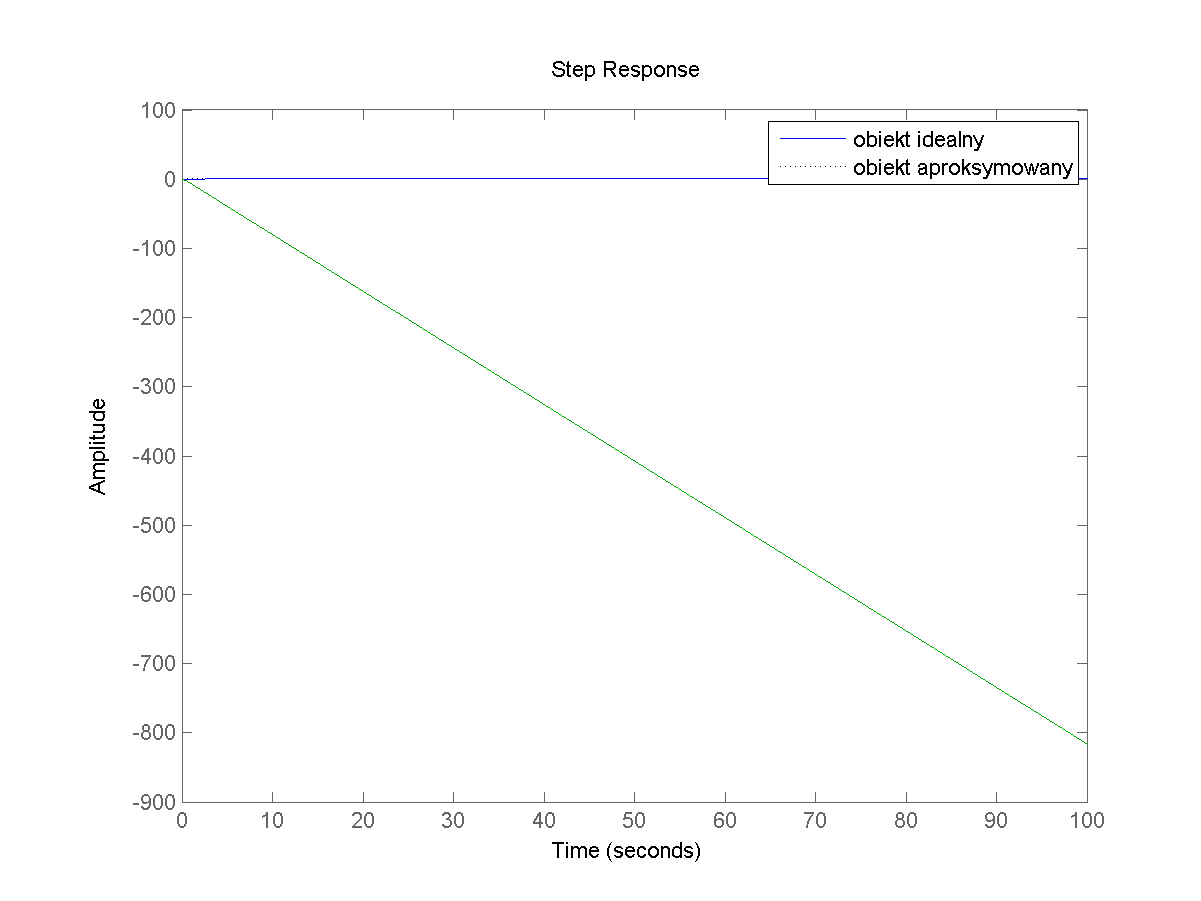 Step Response
100
0
-100
-200
-300
-400
-500
-600
-700
-800
-900
Amplitude
obiekt idealny
obiekt aproksymowany
0 10 20 30 40 50 60 70 80 90 100
Time (seconds)